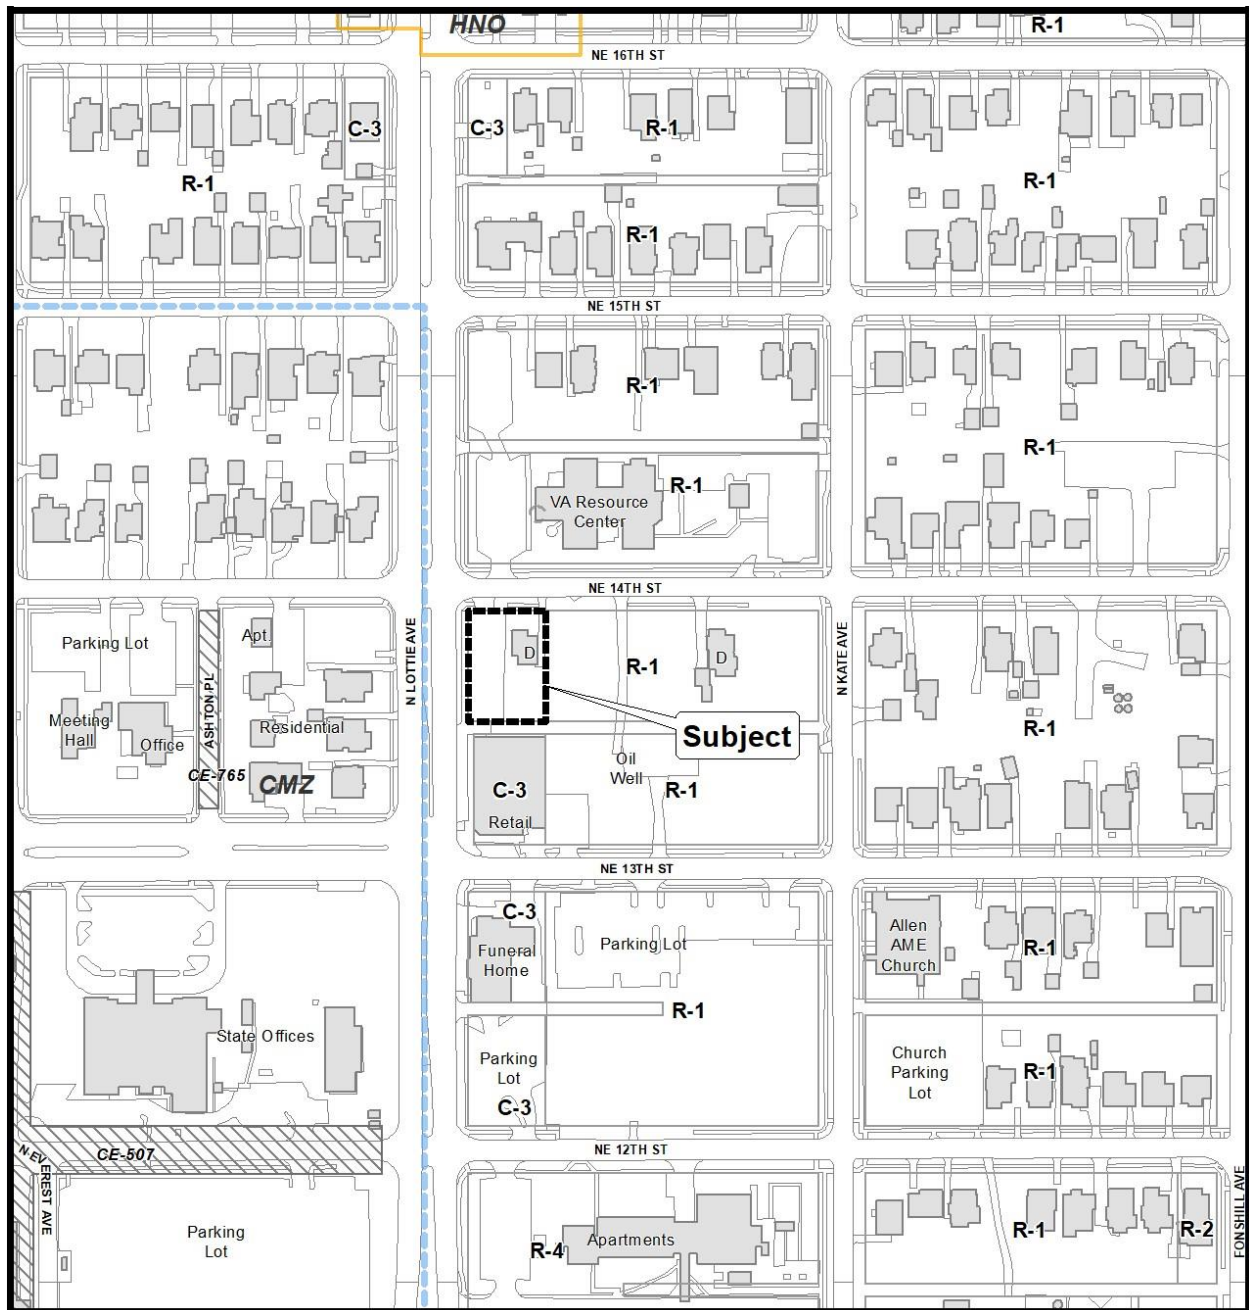 HNO
R-1
NE 16TH ST
C-3
C-3
R-1
R-1
R-1
R-1
NE 15TH ST
R-1
R-1
VA Resource
Center
R-1
NE 14TH ST
Parking Lot
Apt.
N LOTTIE AVE
D
R-1
D
N KATE AVE
ASHTON PL
Meeting
Hall
Office
Residential
Subject
R-1
CE-765
CMZ
Oil
Well
C-3
R-1
Retail
NE 13TH ST
C-3
Funeral
Home
Parking Lot
Allen
AME
Church
R-1
R-1
State Offices
Parking
Lot
C-3
Church
Parking
Lot
R-1
N EVEREST AVE
CE-507
NE 12TH ST
Parking
Lot
R-4
Apartments
R-1
R-2
FONSHILL AVE